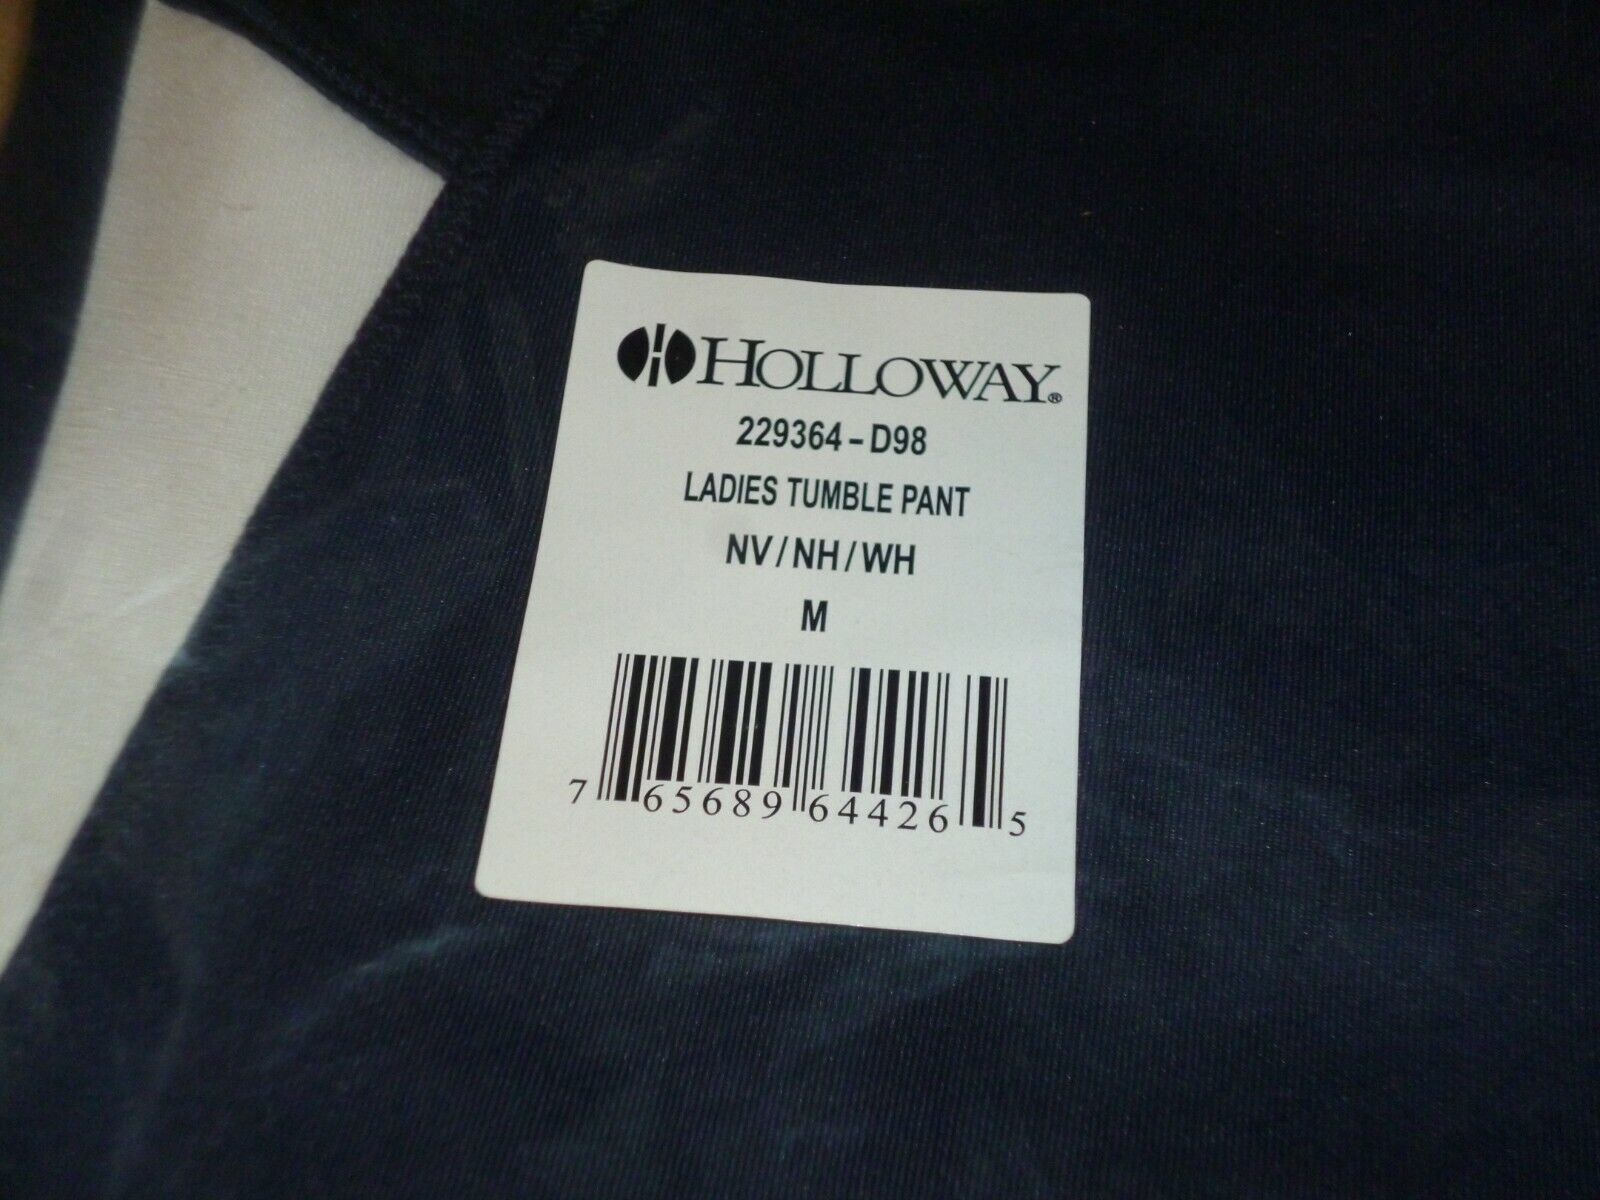 HOLLOWAY®
229364-D98
LADIES TUMBLE PANT
NV/NH/WH
M
7 65689 64426 5